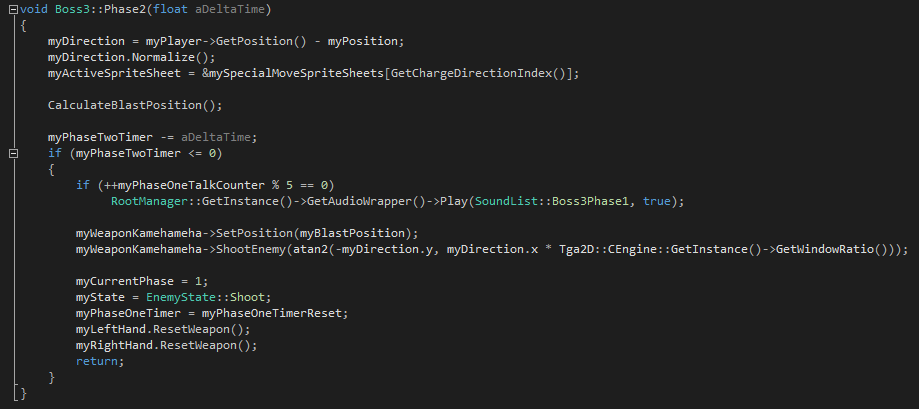 void Boss3::Phase2(float aDeltaTime)
{
myDirection = myPlayer->GetPosition() - myPosition;
myDirection.Normalize();
myActiveSpriteSheet = &mySpecialMoveSpriteSheets[GetChargeDirectionIndex()];
CalculateBlastPosition();
myPhaseTwoTimer -= aDeltaTime;
if (myPhaseTwoTimer <= 0)
{
if (++myPhaseOneTalkCounter % 5 == 0)
RootManager::GetInstance()->GetAudioWrapper()->Play(SoundList::Boss3Phase1, true);
myWeaponKamehameha->SetPosition(myBlastPosition);
myWeaponKamehameha->ShootEnemy(atan2(-myDirection.y, myDirection.x * Tga2D::CEngine::GetInstance()->GetWindowRatio()));
myCurrentPhase = 1;
myState = EnemyState::Shoot;
myPhaseOneTimer = myPhaseOneTimerReset;
myLeftHand.ResetWeapon();
myRightHand.ResetWeapon();
return;
}
}